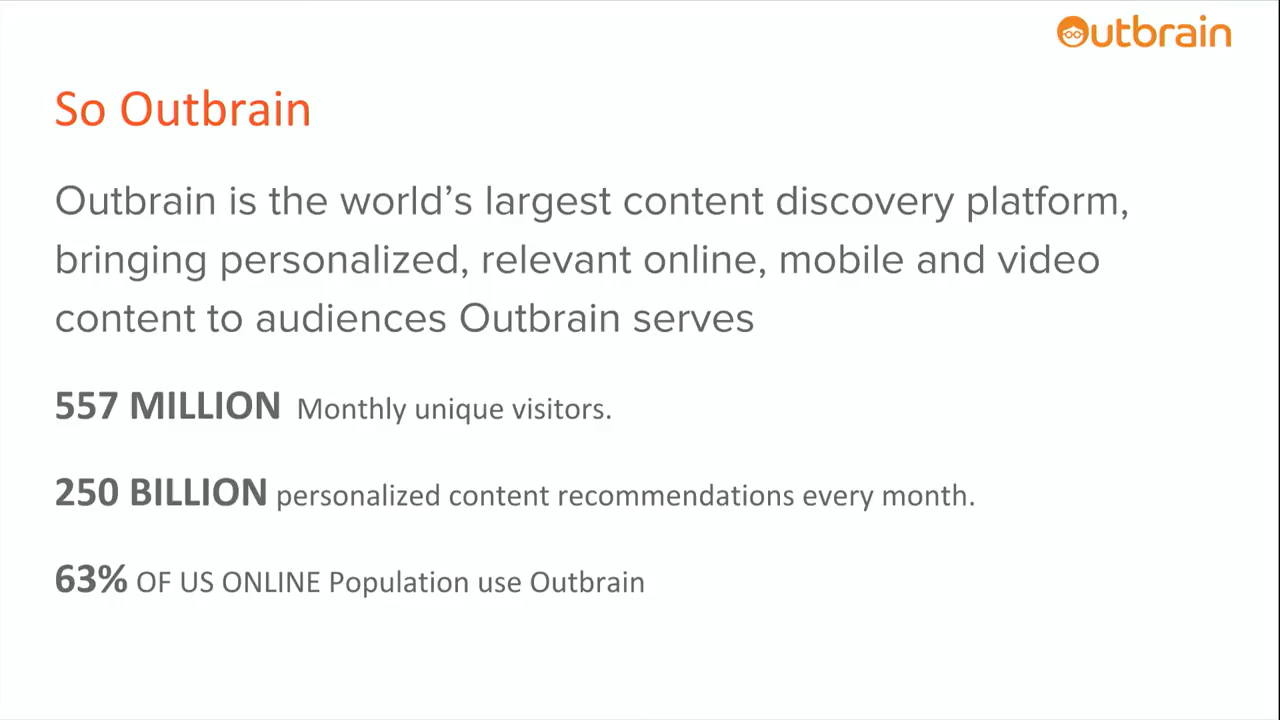 Outbrain
So Outbrain
Outbrain is the world’s largest content discovery platform,
bringing personalized, relevant online, mobile and video
content to audiences Outbrain serves
557 MILLION Monthly unique visitors.
250 BILLION personalized content recommendations every month.
63% OF US ONLINE Population use Outbrain